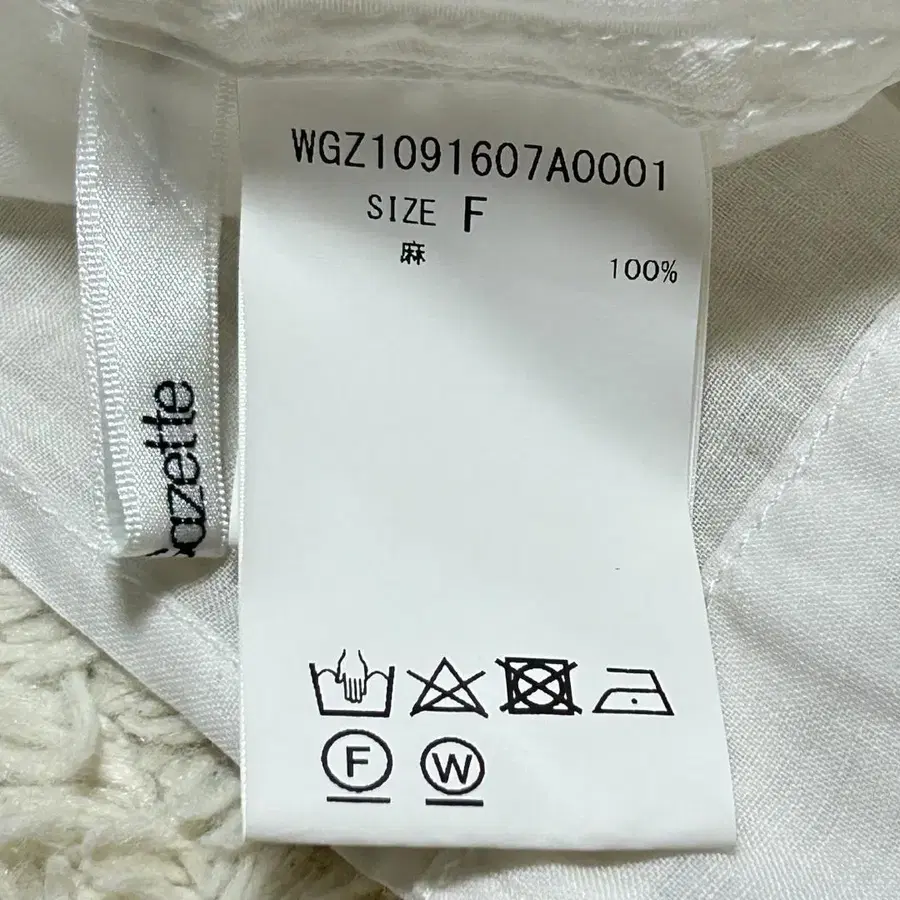 WGZ1091607A0001
SIZE F
麻 100%
azette
F
W